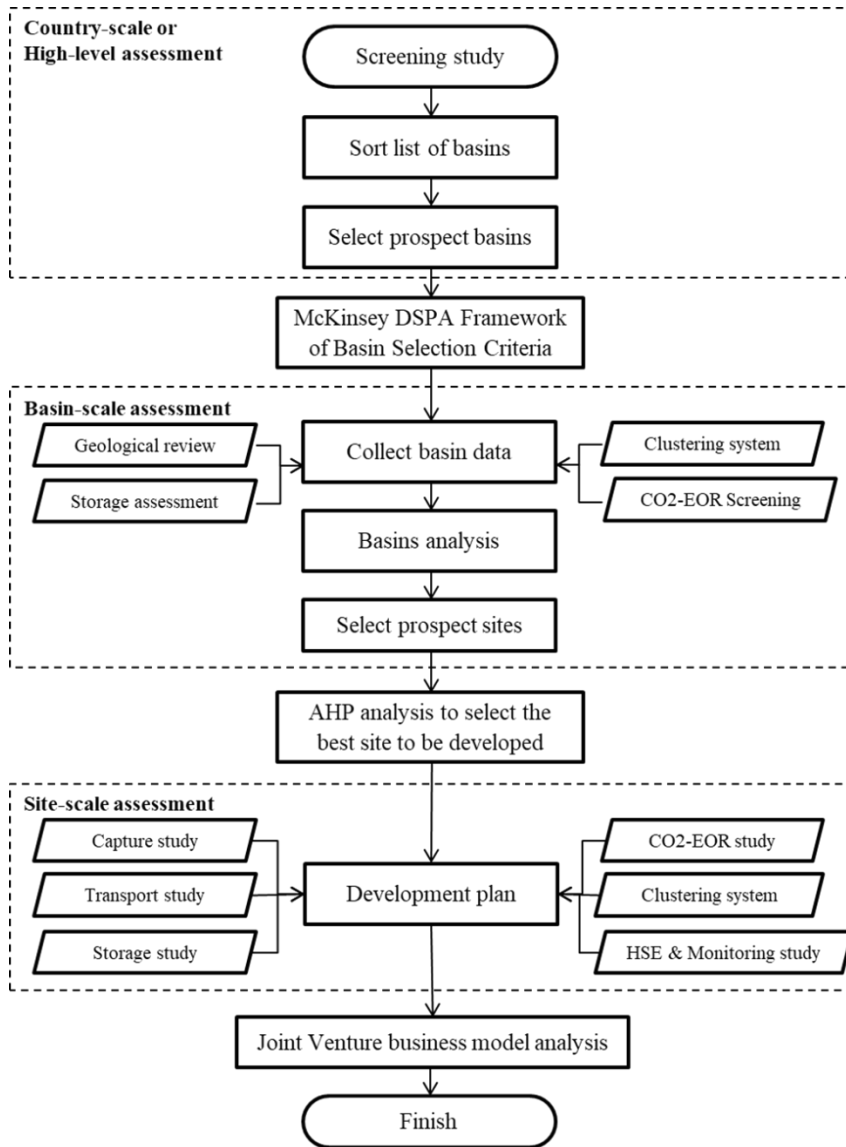 Country-scale or
High-level assessment
Screening study
Sort list of basins
Select prospect basins
McKinsey DSPA Framework
of Basin Selection Criteria
Basin-scale assessment
Geological review
Storage assessment
Collect basin data
Clustering system
CO2-EOR Screening
Basins analysis
Select prospect sites
AHP analysis to select the
best site to be developed
Site-scale assessment
Capture study
Transport study
Storage study
Development plan
CO2-EOR study
Clustering system
HSE & Monitoring study
Joint Venture business model analysis
Finish